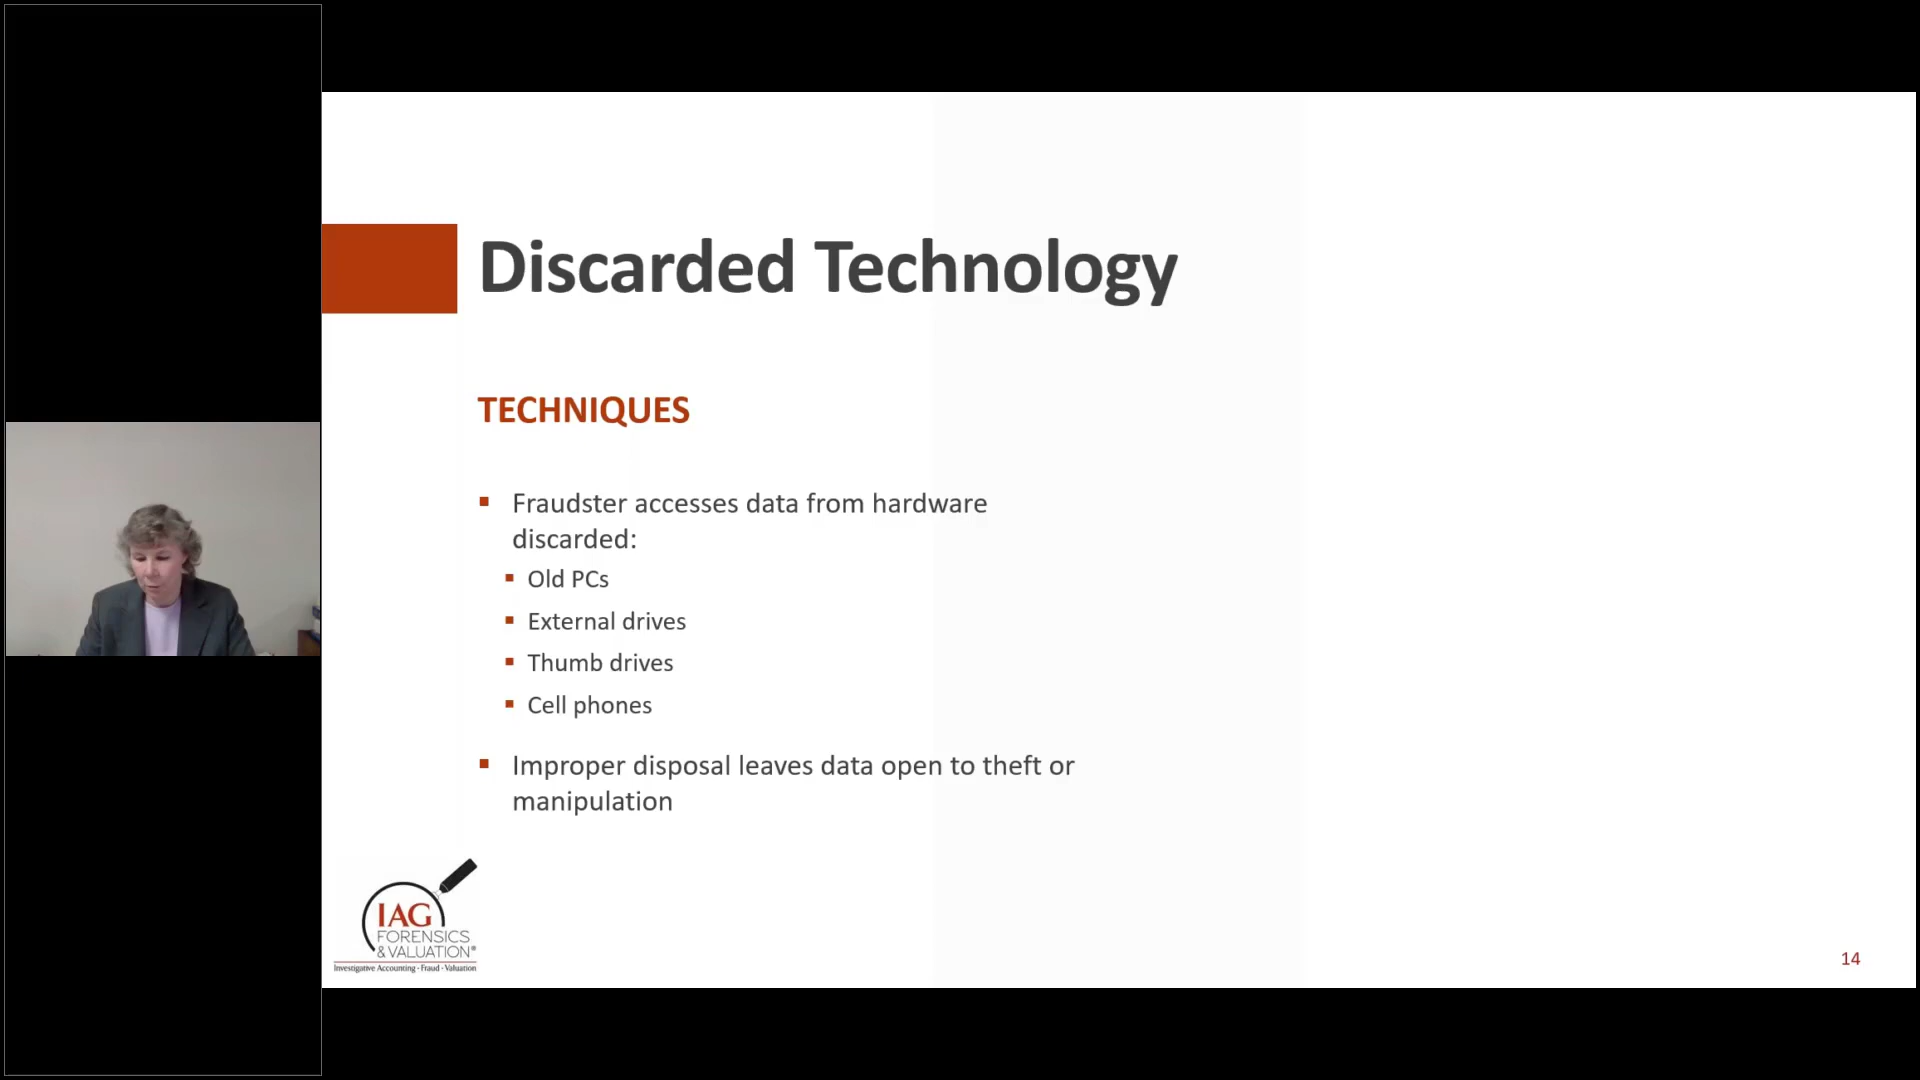 Discarded Technology
TECHNIQUES
Fraudster accesses data from hardware
discarded:
Old PCs
External drives
Thumb drives
Cell phones
Improper disposal leaves data open to theft or
manipulation
IAG
FORENSICS
& VALUATION®
Investigative Accounting · Fraud · Valuation
14